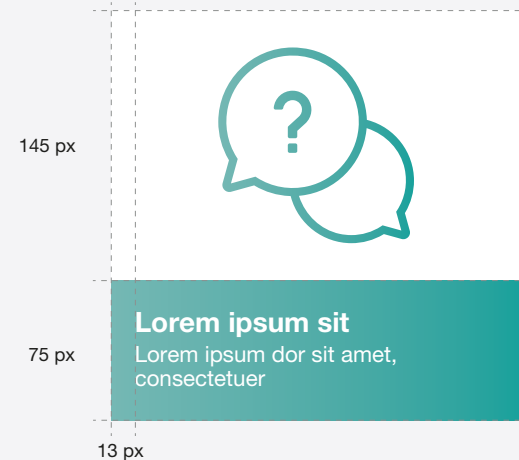 ?
145 px
Lorem ipsum sit
Lorem ipsum dor sit amet,
consectetuer
75 px
13 px